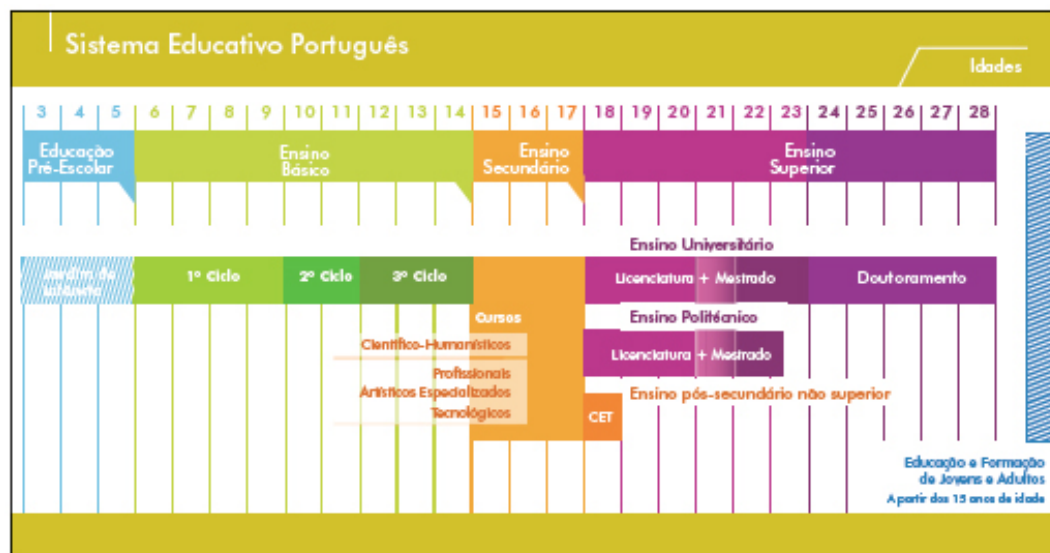 Sistema Educativo Português
Idades
3 4 5 6 7 8 9 10 11 12 13 14 15 16 17 18 19 20 21 22 23 24 25 26 27 28
Educação
Pré-Escolar
Ensino
Básico
Ensino
Secundário
Ensino
Superior
Ensino Universitário
Jardim de
Infância
1º Ciclo
2º Ciclo
3º Ciclo
Licenciatura + Mestrado
Doutoramento
Ensino Politécnico
Cursos
Científico-Humanísticos
Licenciatura + Mestrado
Profissionais
Artísticos Especializados
Tecnológicos
Ensino pós-secundário não superior
CET
Educação e Formação
de Jovens e Adultos
A partir dos 15 anos de idade